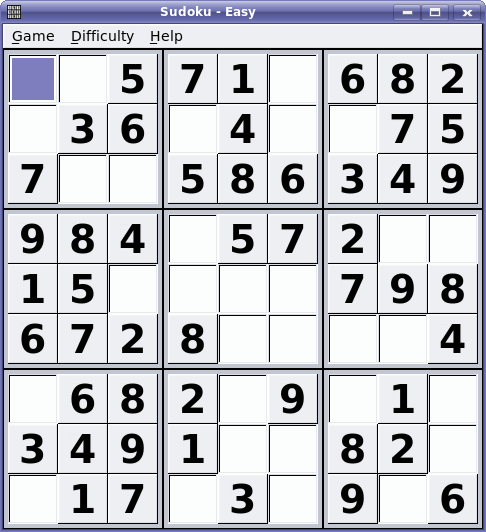 Sudoku - Easy
Game Difficulty Help
5 7 1 6 8 2
3 6 4 7 5
7 5 8 6 3 4 9
9 8 4 5 7 2
1 5 7 9 8
6 7 2 8 4
6 8 2 9 1
3 4 9 1 8 2
1 7 3 9 6